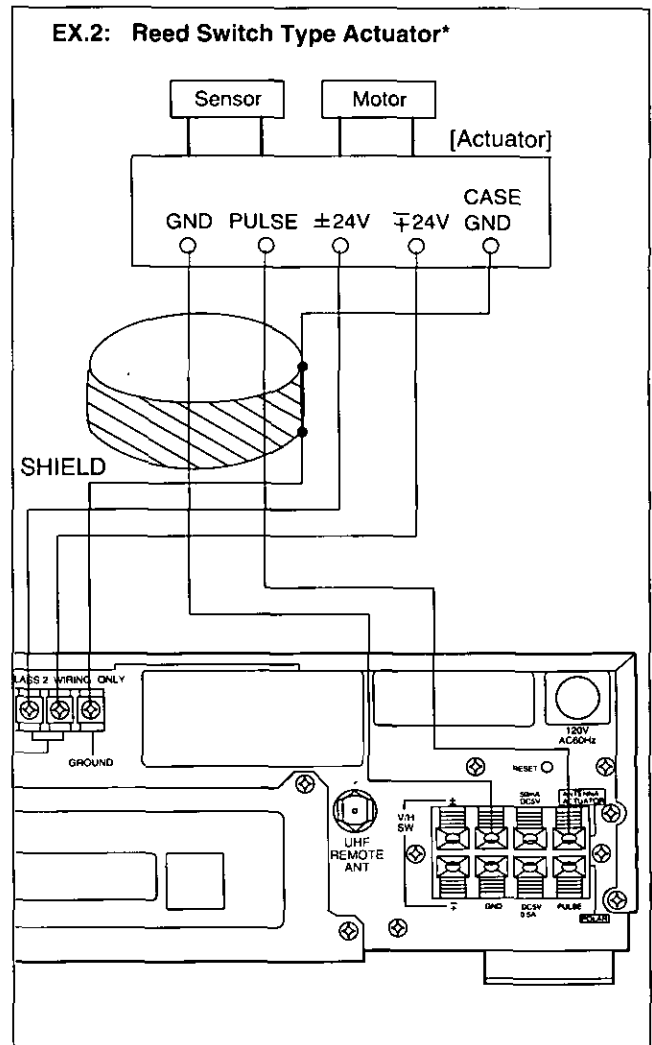 EX.2: Reed Switch Type Actuator*
Sensor Motor
[Actuator]
CASE
GND PULSE ±24V ∓24V GND
SHIELD
LASS 2 WIRING ONLY
GROUND
120V
AC60Hz
RESET
50mA
DC5V
ANTENNA
ACTUATOR
±
V/H
SW
UHF
REMOTE
ANT
∓ GND DC5V PULSE
0.5A
POLAR